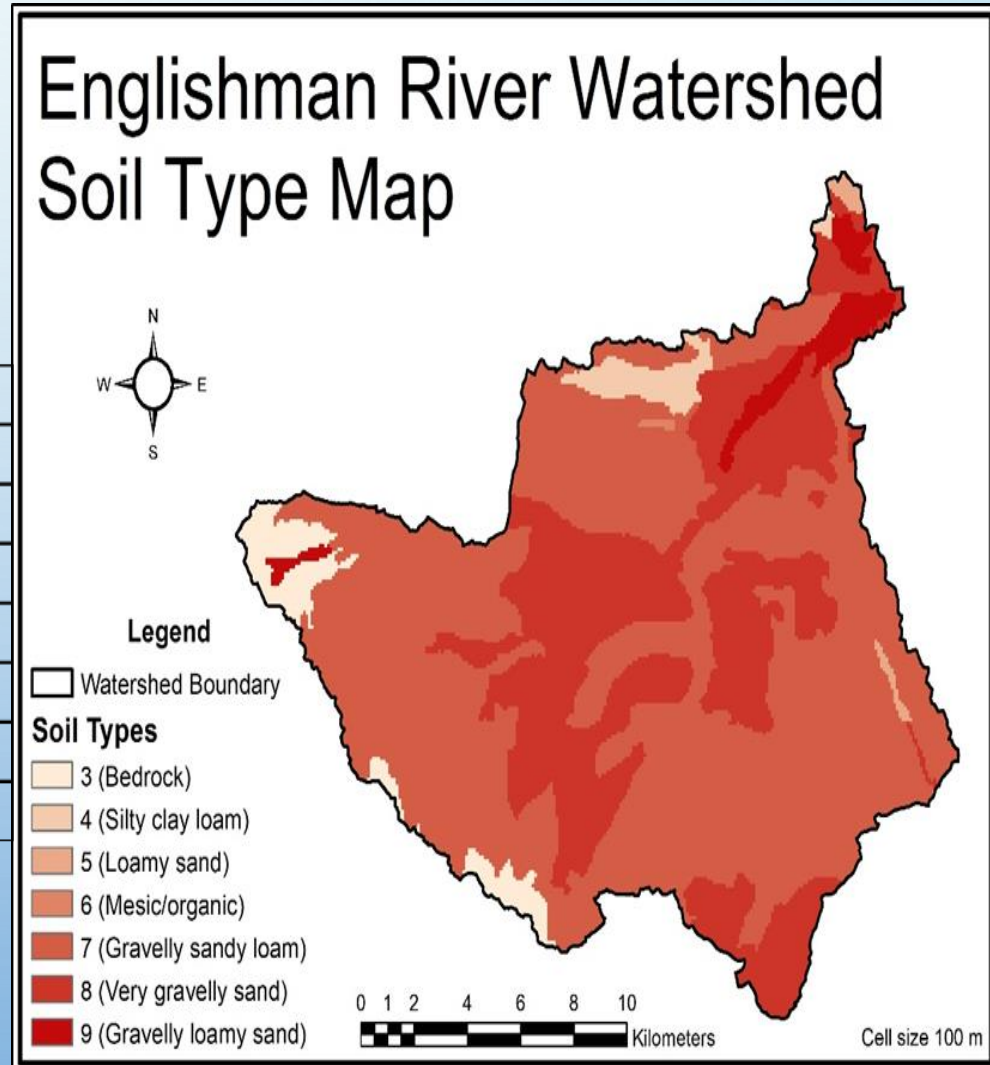 Englishman River Watershed
Soil Type Map
N
W E
S
Legend
Watershed Boundary
Soil Types
3 (Bedrock)
4 (Silty clay loam)
5 (Loamy sand)
6 (Mesic/organic)
7 (Gravelly sandy loam)
8 (Very gravelly sand)
9 (Gravelly loamy sand)
0 1 2 4 6 8 10
Kilometers
Cell size 100 m